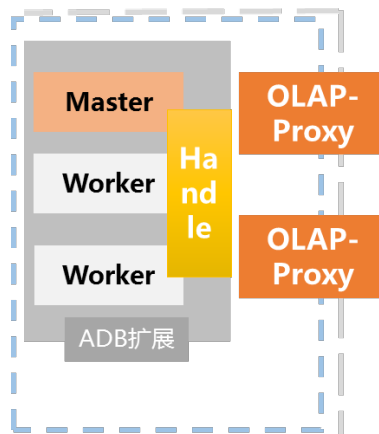 Master
Worker
Worker
Ha
nd
le
OLAP-
Proxy
OLAP-
Proxy
ADB扩展